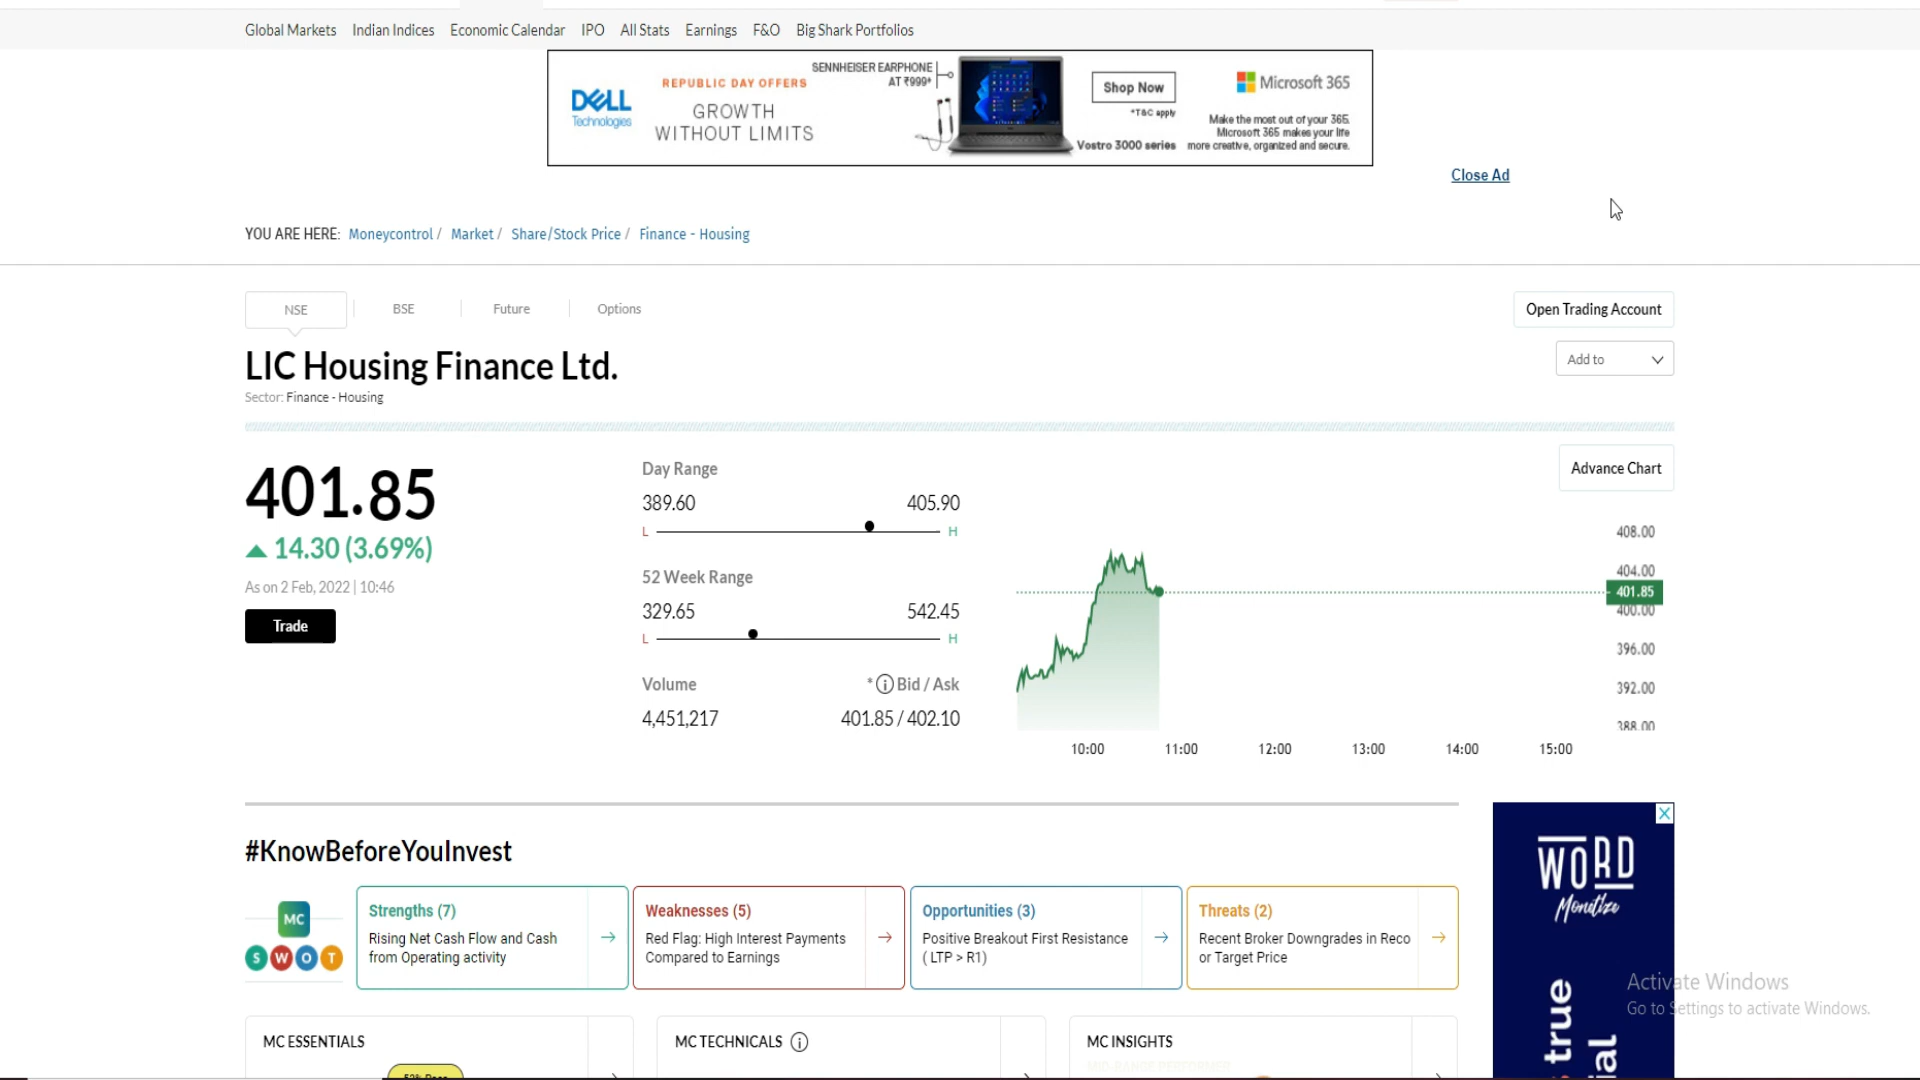 Global Markets Indian Indices Economic Calendar IPO All Stats Earnings F&O Big Shark Portfolios
DELL
Technologies
REPUBLIC DAY OFFERS
GROWTH
WITHOUT LIMITS
SENNHEISER EARPHONE
AT ₹999*
Shop Now
*T&C apply
Vostro 3000 series
Microsoft 365
Make the most out of your 365.
Microsoft 365 makes your life
more creative, organized and secure.
Close Ad
YOU ARE HERE: Moneycontrol / Market / Share/Stock Price / Finance - Housing
NSE BSE Future Options
Open Trading Account
LIC Housing Finance Ltd.
Add to
Sector: Finance - Housing
401.85
14.30 (3.69%)
As on 2 Feb, 2022 | 10:46
Trade
Day Range
389.60 405.90
L H
52 Week Range
329.65 542.45
L H
Volume * i Bid / Ask
4,451,217 401.85 / 402.10
Advance Chart
408.00
404.00
401.85
400.00
396.00
392.00
388.00
10:00 11:00 12:00 13:00 14:00 15:00
#KnowBeforeYouInvest
MC
S W O T
Strengths (7)
Rising Net Cash Flow and Cash
from Operating activity
Weaknesses (5)
Red Flag: High Interest Payments
Compared to Earnings
Opportunities (3)
Positive Breakout First Resistance
( LTP > R1)
Threats (2)
Recent Broker Downgrades in Reco
or Target Price
WORD
Monetize
true
ial
Activate Windows
Go to Settings to activate Windows.
MC ESSENTIALS
MC TECHNICALS i
MC INSIGHTS
MID-RANGE PERFORMER